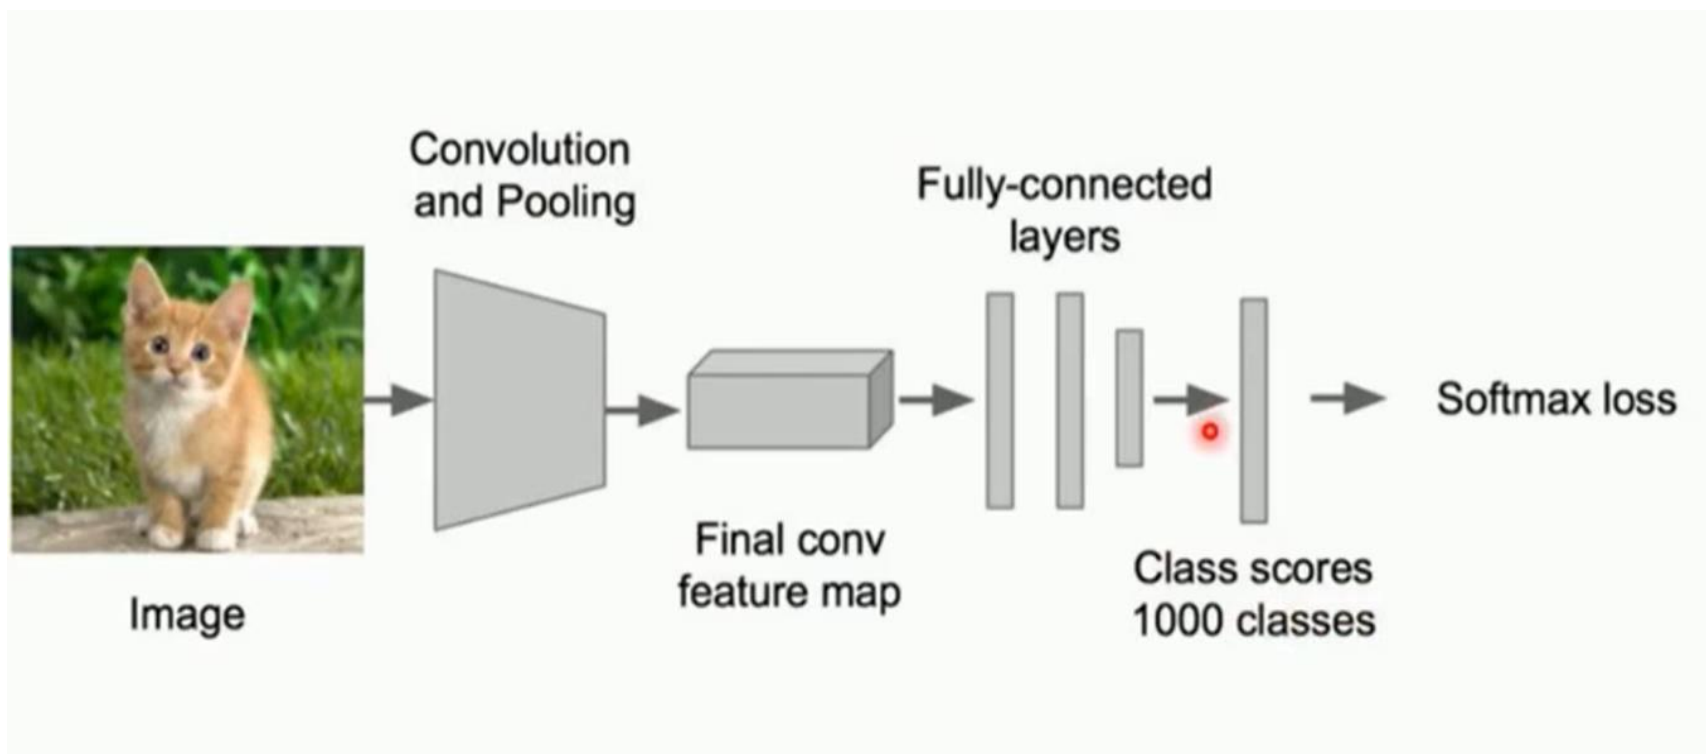 Convolution
and Pooling
Fully-connected
layers
Softmax loss
Final conv
feature map
Class scores
1000 classes
Image